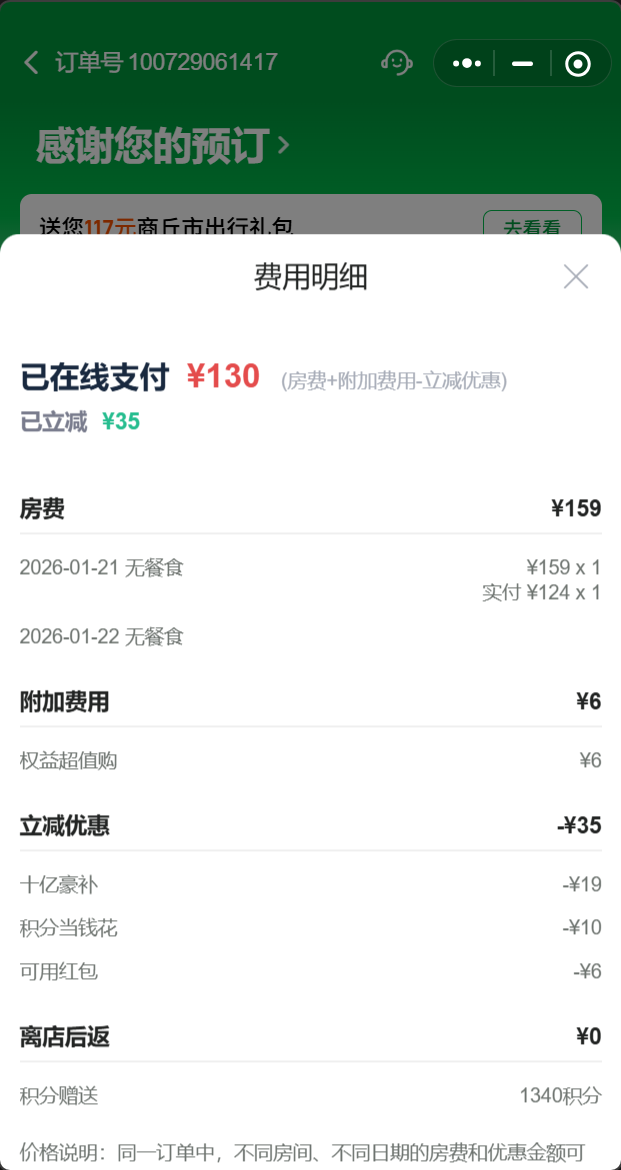 订单号 100729061417
感谢您的预订
送您117元商丘市出行礼包 去看看
费用明细
已在线支付 ¥130 (房费+附加费用-立减优惠)
已立减 ¥35
房费 ¥159
2026-01-21 无餐食 ¥159 x 1
实付 ¥124 x 1
2026-01-22 无餐食
附加费用 ¥6
权益超值购 ¥6
立减优惠 -¥35
十亿豪补 -¥19
积分当钱花 -¥10
可用红包 -¥6
离店后返 ¥0
积分赠送 1340积分
价格说明：同一订单中，不同房间、不同日期的房费和优惠金额可